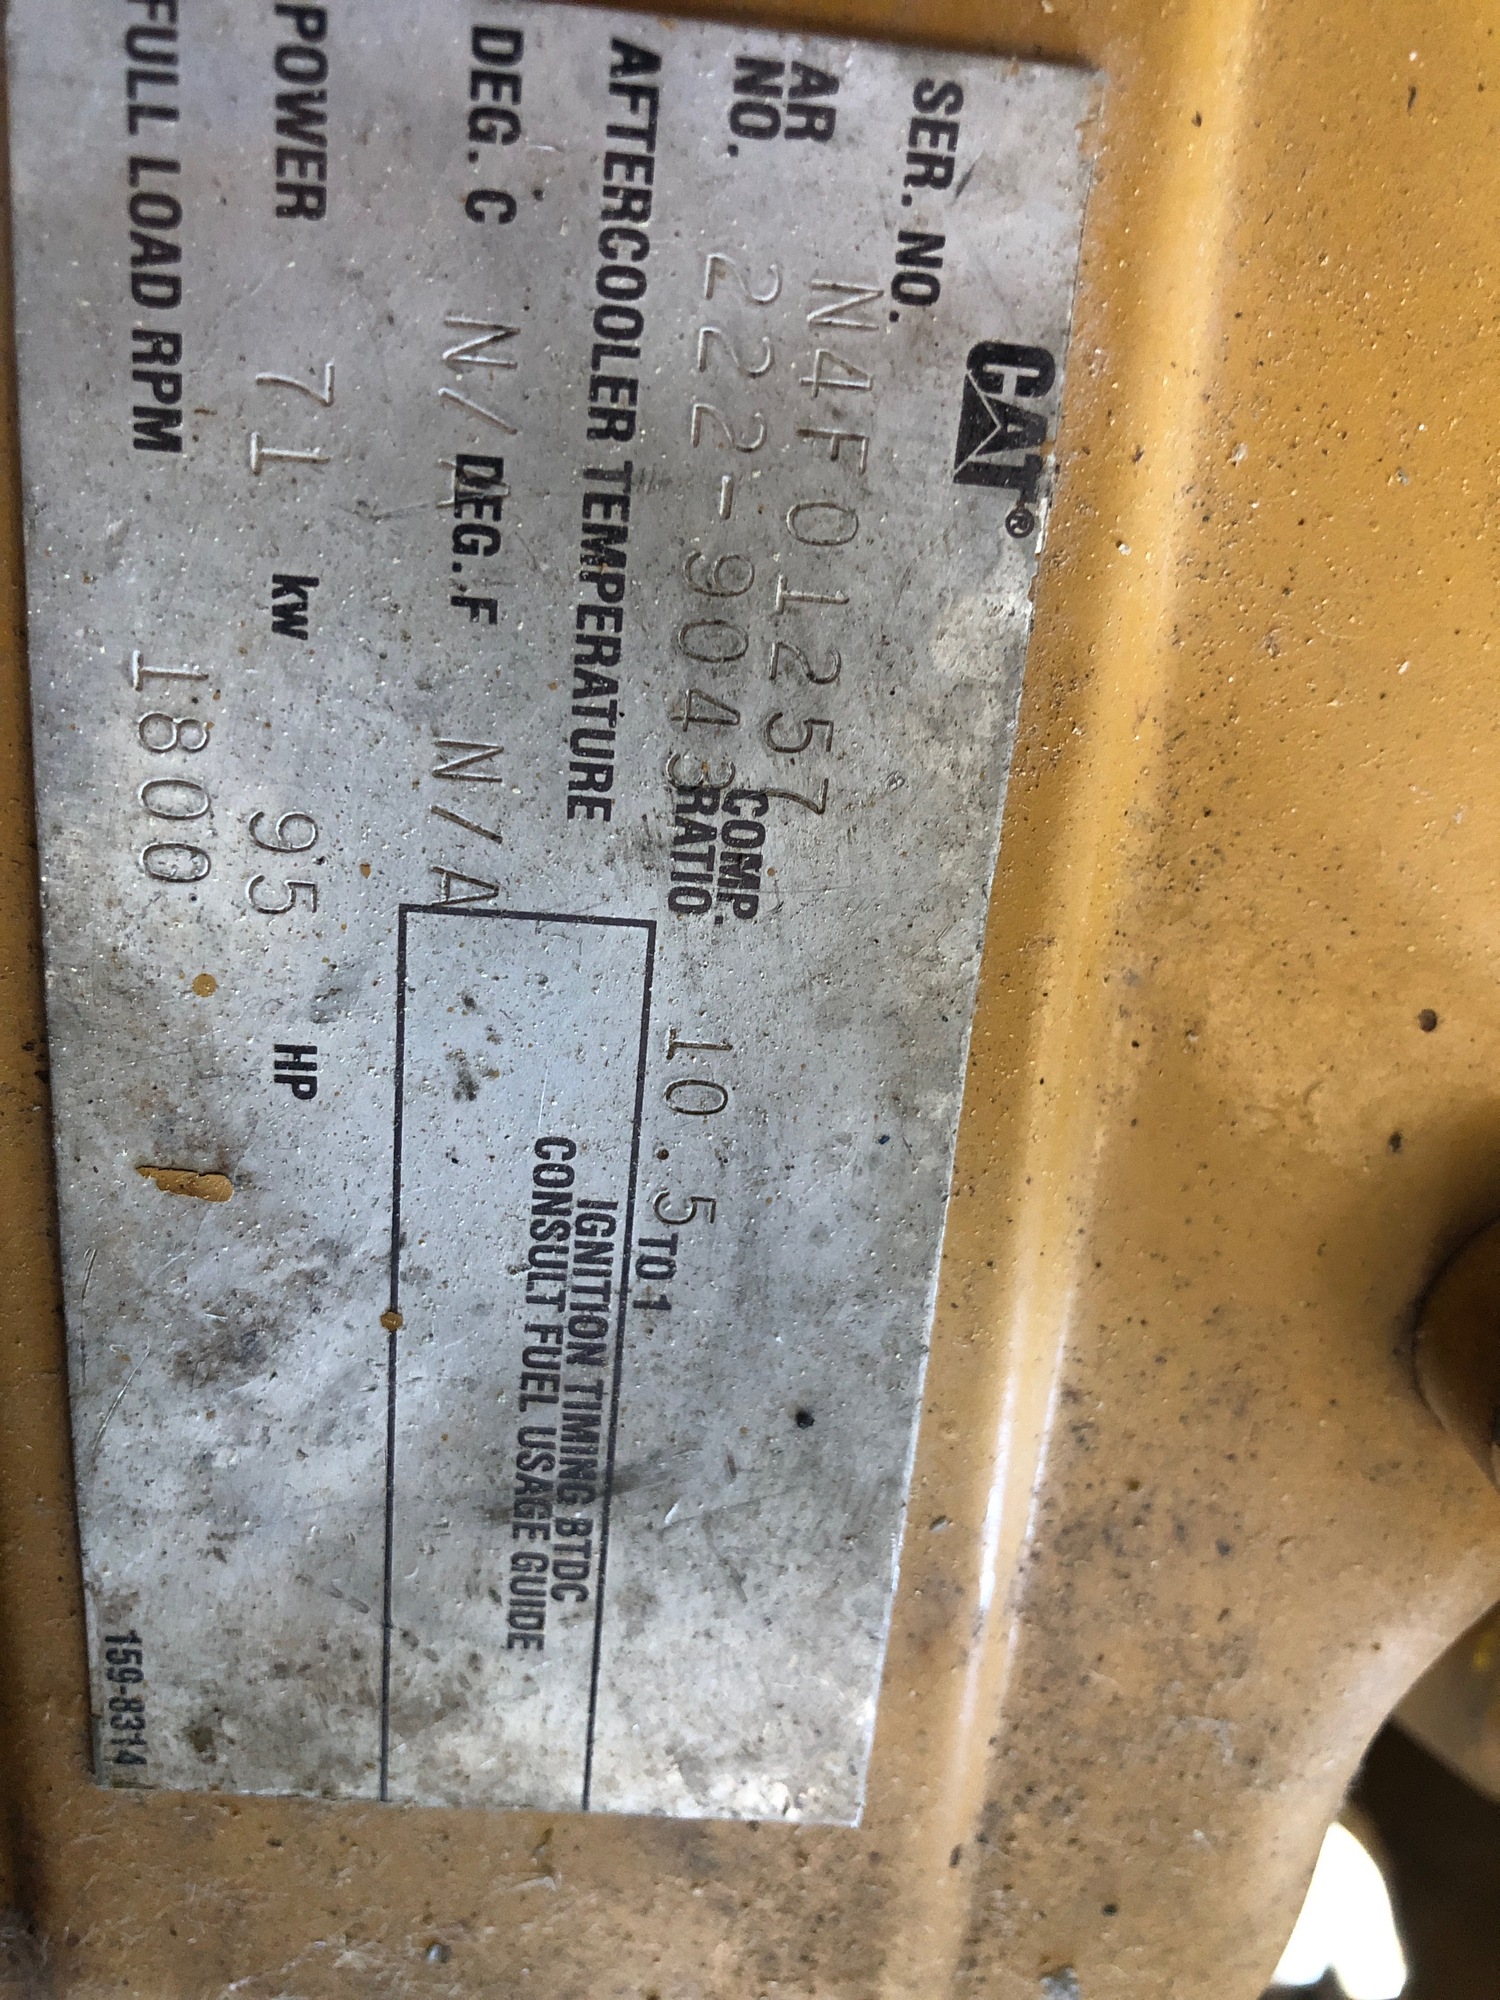 CAT®
SER. NO. N4F01257
AR NO. 222-9043 COMP. RATIO 10.5 TO 1
AFTERCOOLER TEMPERATURE
DEG. C N/A DEG. F N/A
IGNITION TIMING BTDC
CONSULT FUEL USAGE GUIDE
POWER 71 kw 95 HP
FULL LOAD RPM 1800
159-8314